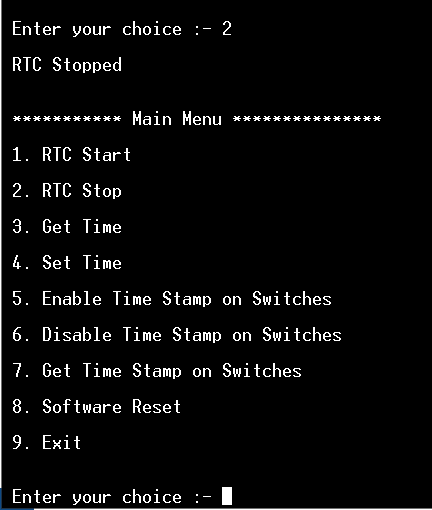 Enter your choice :- 2
RTC Stopped
*********** Main Menu ***************
1. RTC Start
2. RTC Stop
3. Get Time
4. Set Time
5. Enable Time Stamp on Switches
6. Disable Time Stamp on Switches
7. Get Time Stamp on Switches
8. Software Reset
9. Exit
Enter your choice :-